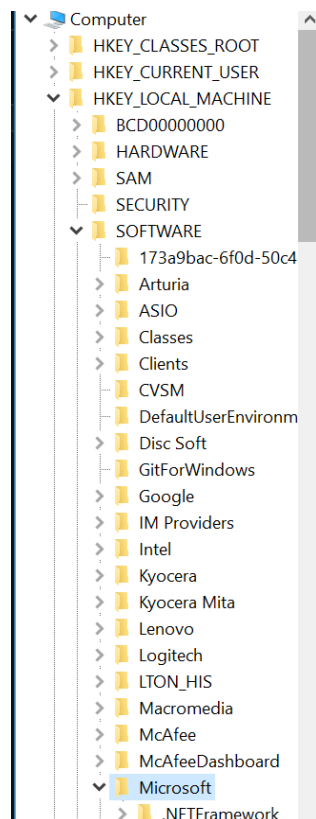 Computer
HKEY_CLASSES_ROOT
HKEY_CURRENT_USER
HKEY_LOCAL_MACHINE
BCD00000000
HARDWARE
SAM
SECURITY
SOFTWARE
173a9bac-6f0d-50c4
Arturia
ASIO
Classes
Clients
CVSM
DefaultUserEnvironm
Disc Soft
GitForWindows
Google
IM Providers
Intel
Kyocera
Kyocera Mita
Lenovo
Logitech
LTON_HIS
Macromedia
McAfee
McAfeeDashboard
Microsoft
.NETFramework